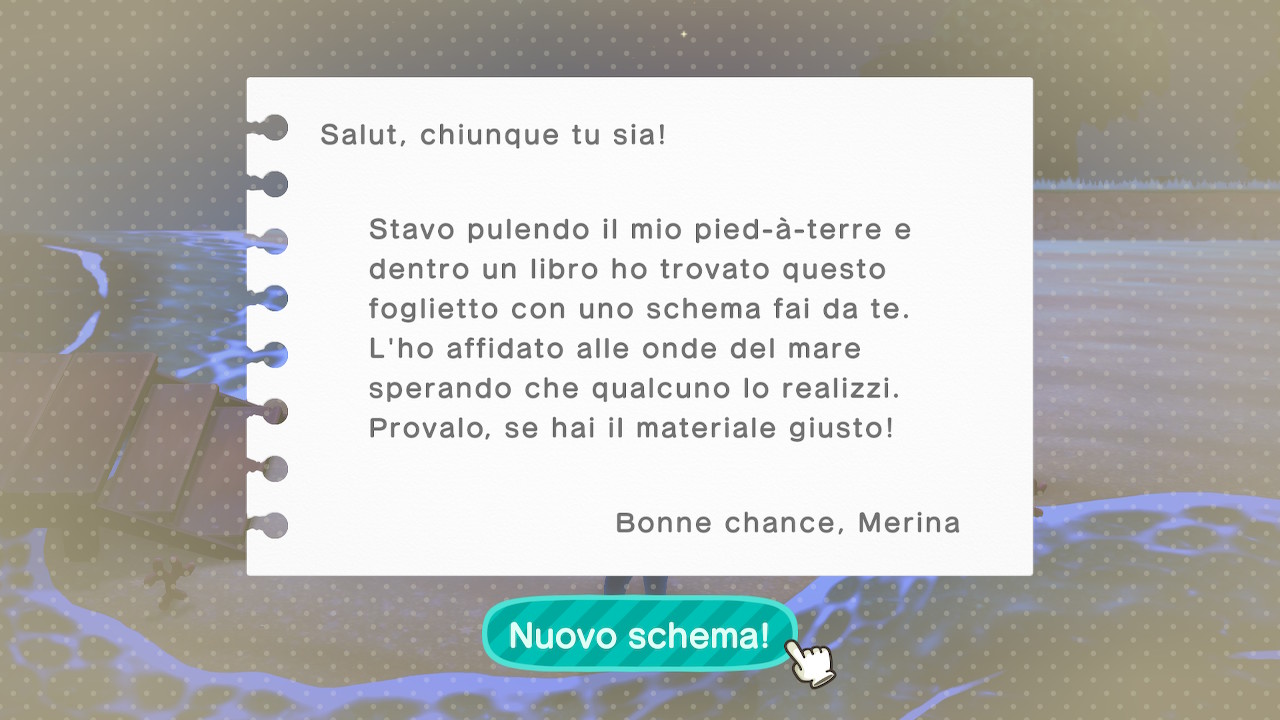 Salut, chiunque tu sia!
Stavo pulendo il mio pied-à-terre e
dentro un libro ho trovato questo
foglietto con uno schema fai da te.
L'ho affidato alle onde del mare
sperando che qualcuno lo realizzi.
Provalo, se hai il materiale giusto!
Bonne chance, Merina
Nuovo schema!